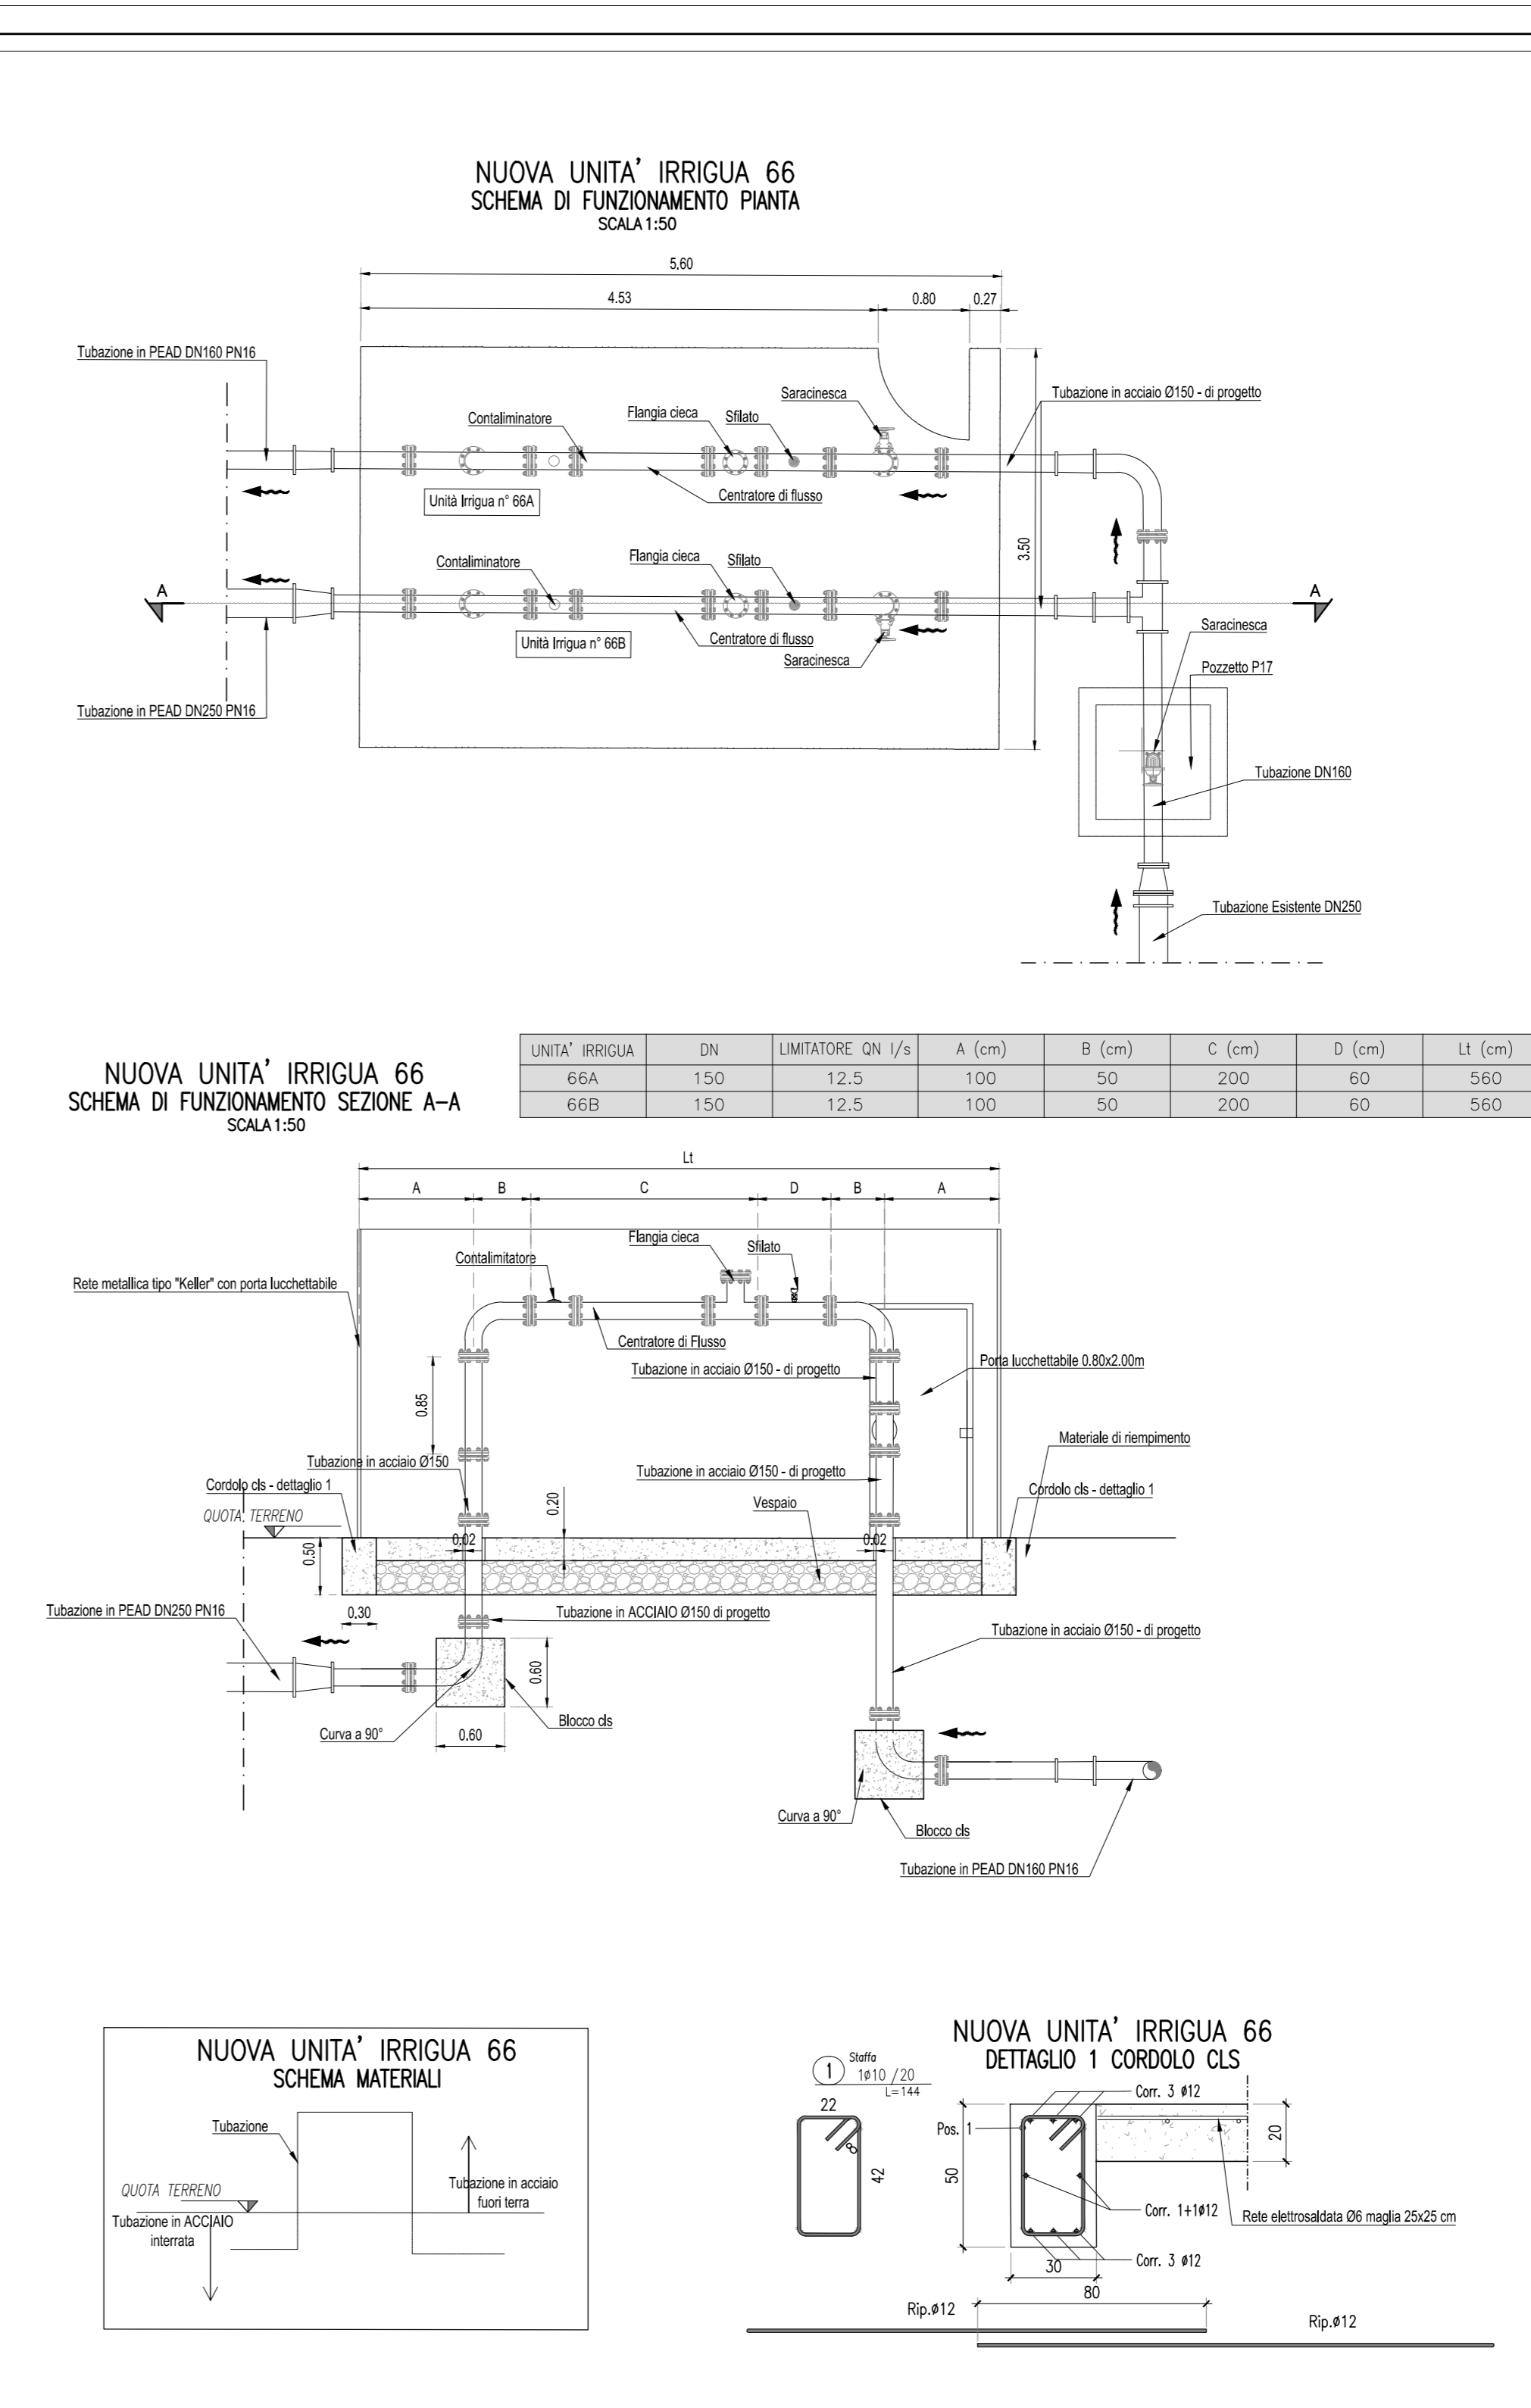 NUOVA UNITA' IRRIGUA 66
SCHEMA DI FUNZIONAMENTO PIANTA
SCALA 1:50
5.60
4.53
0.80
0.27
Tubazione in PEAD DN160 PN16
Saracinesca
Tubazione in acciaio Ø150 - di progetto
Contaliminatore
Flangia cieca
Sfilato
Unità Irrigua n° 66A
Centratore di flusso
3.50
Contaliminatore
Flangia cieca
Sfilato
A
A
Unità Irrigua n° 66B
Centratore di flusso
Saracinesca
Saracinesca
Pozzetto P17
Tubazione in PEAD DN250 PN16
Tubazione DN160
Tubazione Esistente DN250
UNITA' IRRIGUA DN LIMITATORE QN l/s A (cm) B (cm) C (cm) D (cm) Lt (cm)
66A 150 12.5 100 50 200 60 560
66B 150 12.5 100 50 200 60 560
NUOVA UNITA' IRRIGUA 66
SCHEMA DI FUNZIONAMENTO SEZIONE A-A
SCALA 1:50
Lt
A B C D B A
Flangia cieca
Sfilato
Contalimitatore
Rete metallica tipo "Keller" con porta lucchettabile
Centratore di Flusso
Tubazione in acciaio Ø150 - di progetto
Porta lucchettabile 0.80x2.00m
0.85
Materiale di riempimento
Tubazione in acciaio Ø150
Tubazione in acciaio Ø150 - di progetto
Cordolo cls - dettaglio 1
Cordolo cls - dettaglio 1
QUOTA TERRENO
0.20
Vespaio
0.02
0.02
0.50
Tubazione in PEAD DN250 PN16
0.30
Tubazione in ACCIAIO Ø150 di progetto
Tubazione in acciaio Ø150 - di progetto
0.60
Blocco cls
Curva a 90°
0.60
Curva a 90°
Blocco cls
Tubazione in PEAD DN160 PN16
NUOVA UNITA' IRRIGUA 66
SCHEMA MATERIALI
Tubazione
QUOTA TERRENO
Tubazione in acciaio
fuori terra
Tubazione in ACCIAIO
interrata
NUOVA UNITA' IRRIGUA 66
DETTAGLIO 1 CORDOLO CLS
1
Staffa
1ø10 /20
L=144
22
8
42
Corr. 3 ø12
Pos. 1
50
20
Corr. 1+1ø12
Rete elettrosaldata Ø6 maglia 25x25 cm
Corr. 3 ø12
30
80
Rip.ø12
Rip.ø12